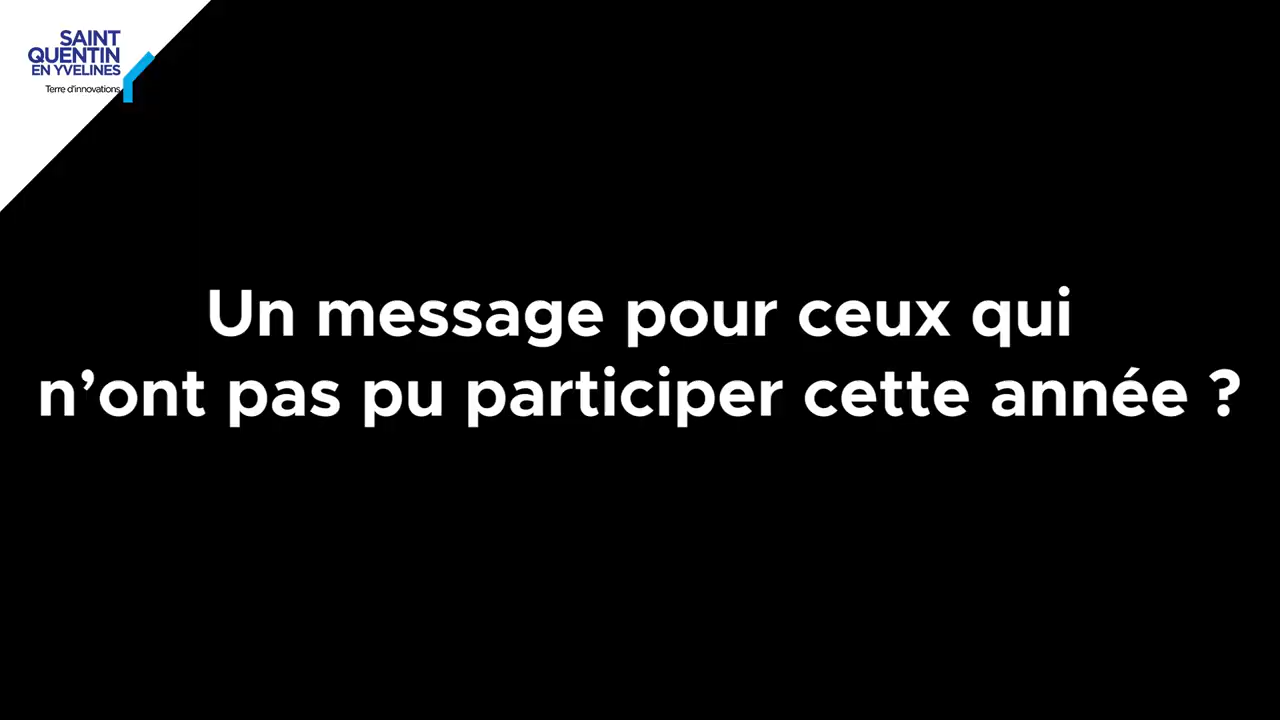 SAINT
QUENTIN
EN YVELINES
Terre d'innovations
Un message pour ceux qui
n’ont pas pu participer cette année ?